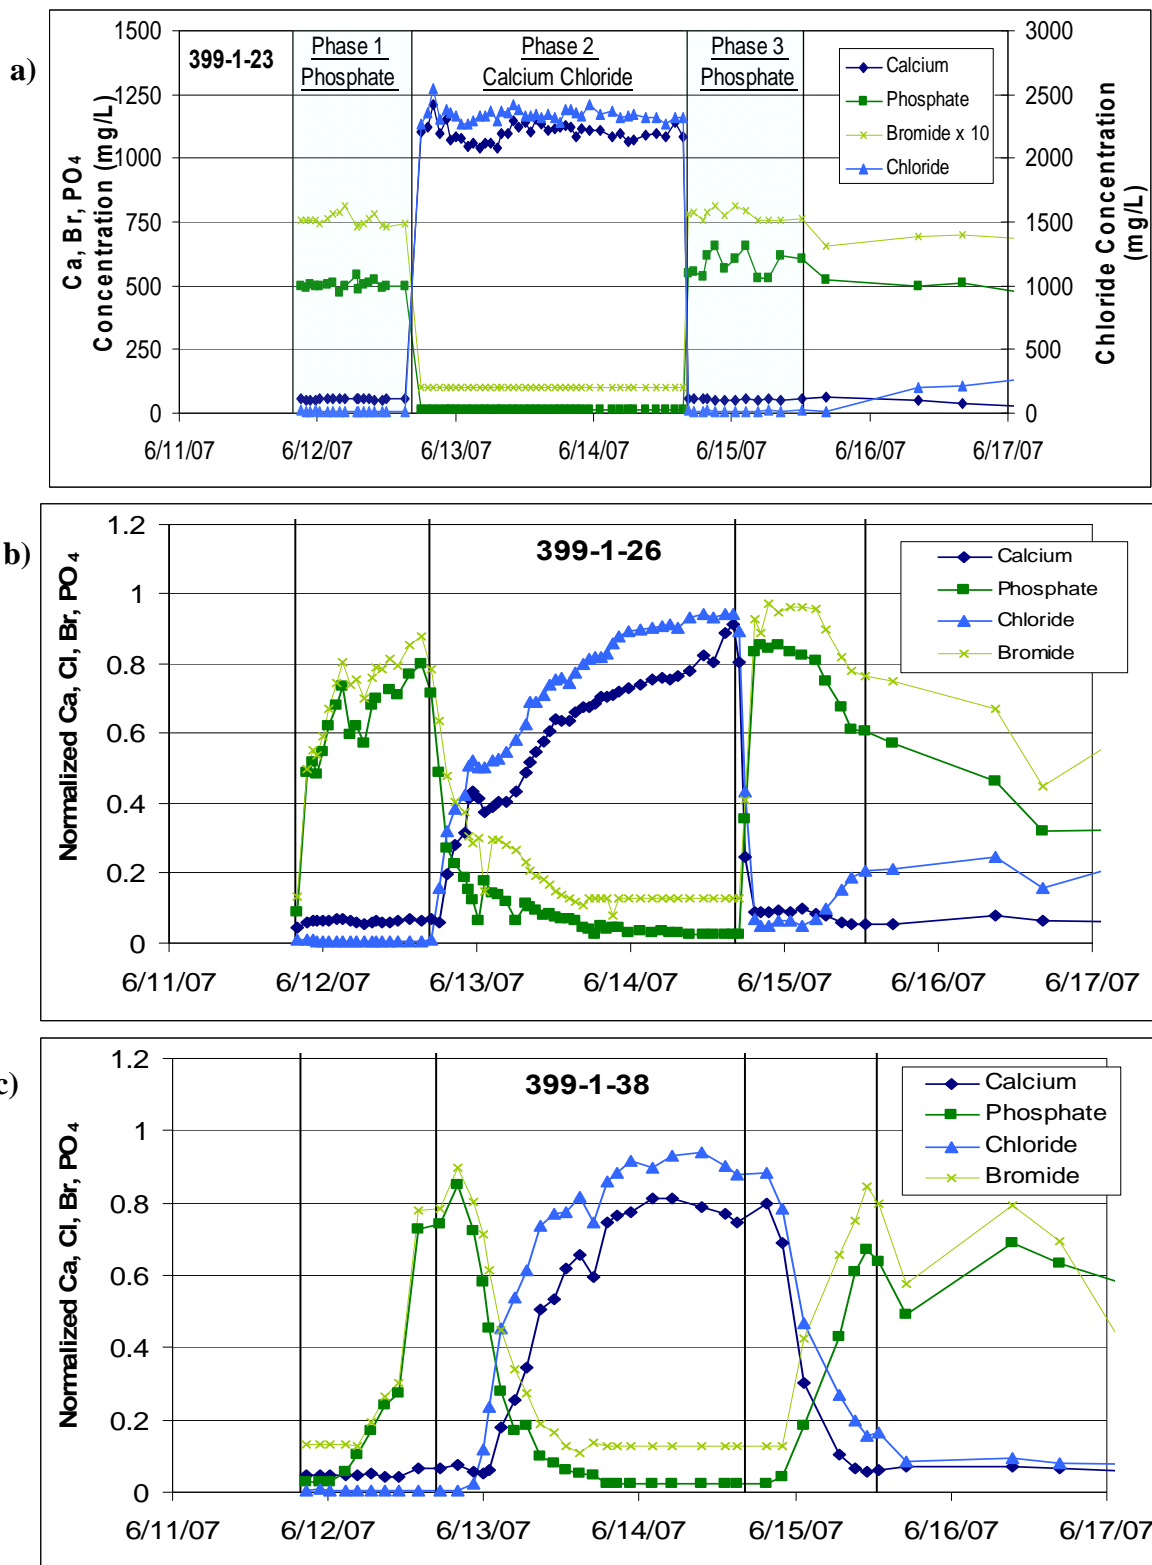 a)
399-1-23
Phase 1
Phosphate
Phase 2
Calcium Chloride
Phase 3
Phosphate
Calcium
Phosphate
Bromide x 10
Chloride
Ca, Br, PO4
Concentration (mg/L)
Chloride Concentration
(mg/L)
1500
1250
1000
750
500
250
0
3000
2500
2000
1500
1000
500
0
6/11/07 6/12/07 6/13/07 6/14/07 6/15/07 6/16/07 6/17/07
b)
399-1-26
Calcium
Phosphate
Chloride
Bromide
Normalized Ca, Cl, Br, PO4
1.2
1
0.8
0.6
0.4
0.2
0
6/11/07 6/12/07 6/13/07 6/14/07 6/15/07 6/16/07 6/17/07
c)
399-1-38
Calcium
Phosphate
Chloride
Bromide
Normalized Ca, Cl, Br, PO4
1.2
1
0.8
0.6
0.4
0.2
0
6/11/07 6/12/07 6/13/07 6/14/07 6/15/07 6/16/07 6/17/07